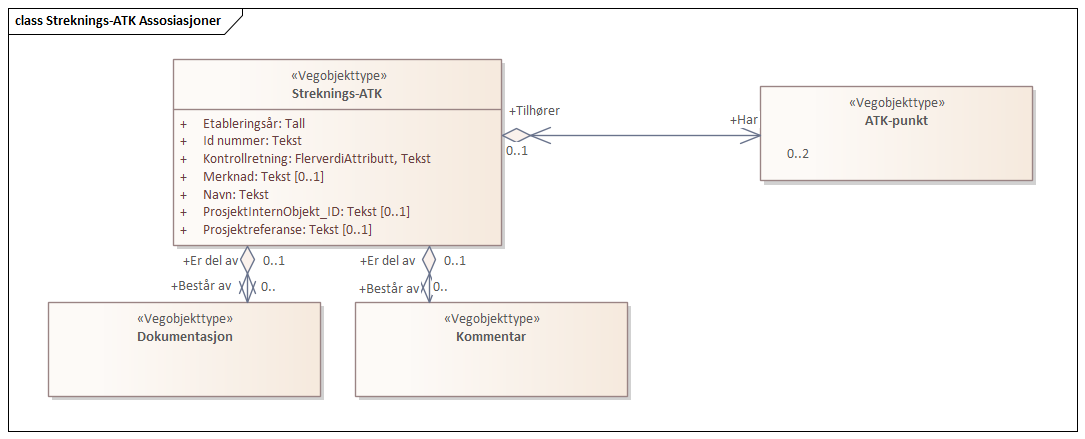 class Streknings-ATK Assosiasjoner
«Vegobjekttype»
Streknings-ATK
+ Etableringsår: Tall
+ Id nummer: Tekst
+ Kontrollretning: FlerverdiAttributt, Tekst
+ Merknad: Tekst [0..1]
+ Navn: Tekst
+ ProsjektInternObjekt_ID: Tekst [0..1]
+ Prosjektreferanse: Tekst [0..1]
+Tilhører
0..1
+Har
«Vegobjekttype»
ATK-punkt
0..2
+Er del av 0..1
+Består av 0..
+Er del av 0..1
+Består av 0..
«Vegobjekttype»
Dokumentasjon
«Vegobjekttype»
Kommentar